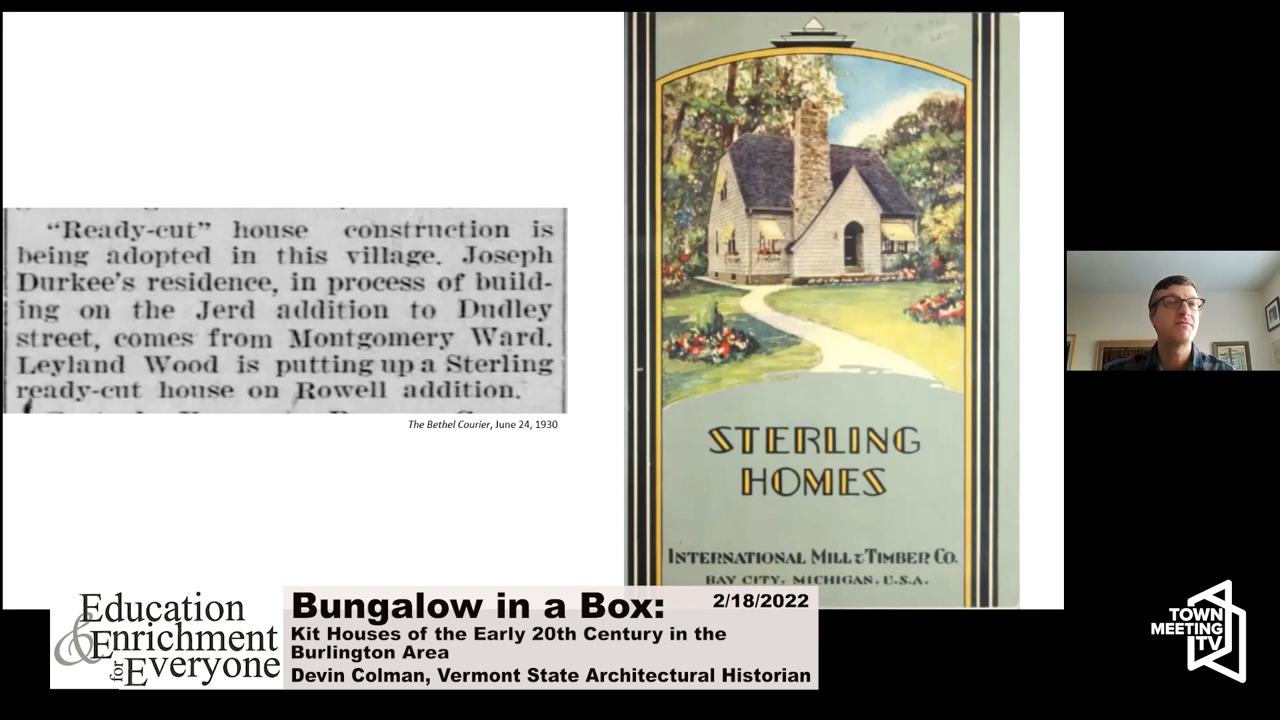 “Ready-cut” house construction is
being adopted in this village. Joseph
Durkee’s residence, in process of build-
ing on the Jerd addition to Dudley
street, comes from Montgomery Ward.
Leyland Wood is putting up a Sterling
ready-cut house on Rowell addition.
The Bethel Courier, June 24, 1930
STERLING
HOMES
INTERNATIONAL MILL & TIMBER CO.
BAY CITY, MICHIGAN, U.S.A.
Education
& Enrichment
for Everyone
Bungalow in a Box: 2/18/2022
Kit Houses of the Early 20th Century in the
Burlington Area
Devin Colman, Vermont State Architectural Historian
TOWN
MEETING
TV